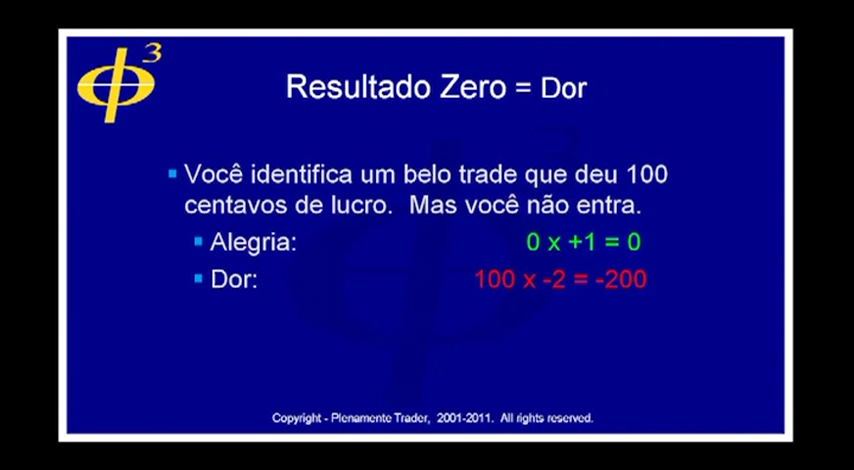 Φ3
Resultado Zero = Dor
Você identifica um belo trade que deu 100
centavos de lucro. Mas você não entra.
Alegria: 0 x +1 = 0
Dor: 100 x -2 = -200
Copyright - Plenamente Trader, 2001-2011. All rights reserved.